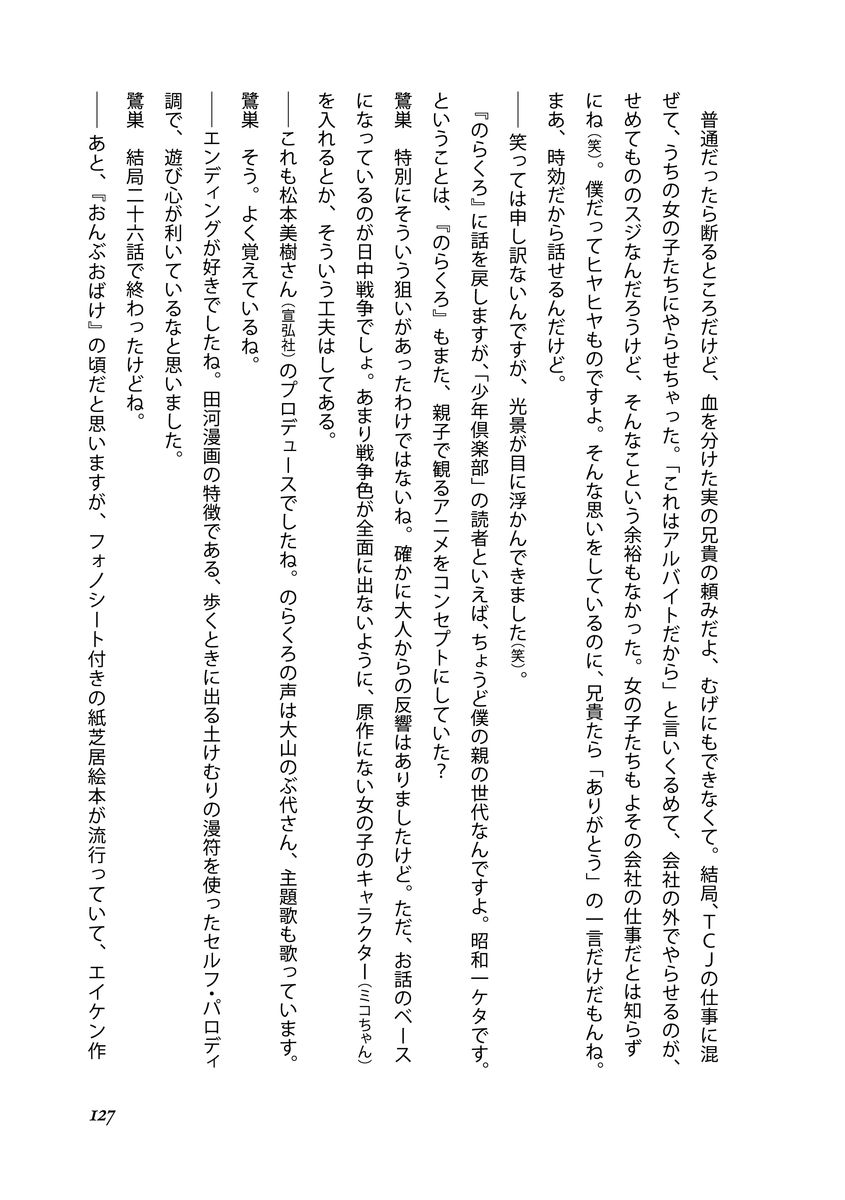 普通だったら断るところだけど、血を分けた実の兄貴の頼みだよ、むげにもできなくて。結局、ＴＣＪの仕事に混
ぜて、うちの女の子たちにやらせちゃった。「これはアルバイトだから」と言いくるめて、会社の外でやらせるのが、
せめてもののスジなんだろうけど、そんなこという余裕もなかった。女の子たちもよその会社の仕事だとは知らず
にね（笑）。僕だってヒヤヒヤものですよ。そんな思いをしているのに、兄貴たら「ありがとう」の一言だけだもんね。
まあ、時効だから話せるんだけど。
――笑っては申し訳ないんですが、光景が目に浮かんできました（笑）。
『のらくろ』に話を戻しますが、「少年倶楽部」の読者といえば、ちょうど僕の親の世代なんですよ。昭和一ケタです。
ということは、『のらくろ』もまた、親子で観るアニメをコンセプトにしていた？
鷺巣　特別にそういう狙いがあったわけではないね。確かに大人からの反響はありましたけど。ただ、お話のベース
になっているのが日中戦争でしょ。あまり戦争色が全面に出ないように、原作にない女の子のキャラクター（ミコちゃん）
を入れるとか、そういう工夫はしてある。
――これも松本美樹さん（宣弘社）のプロデュースでしたね。のらくろの声は大山のぶ代さん、主題歌も歌っています。
鷺巣　そう。よく覚えているね。
――エンディングが好きでしたね。田河漫画の特徴である、歩くときに出る土けむりの漫符を使ったセルフ・パロディ
調で、遊び心が利いているなと思いました。
鷺巣　結局二十六話で終わったけどね。
――あと、『おんぶおばけ』の頃だと思いますが、フォノシート付きの紙芝居絵本が流行っていて、エイケン作
127